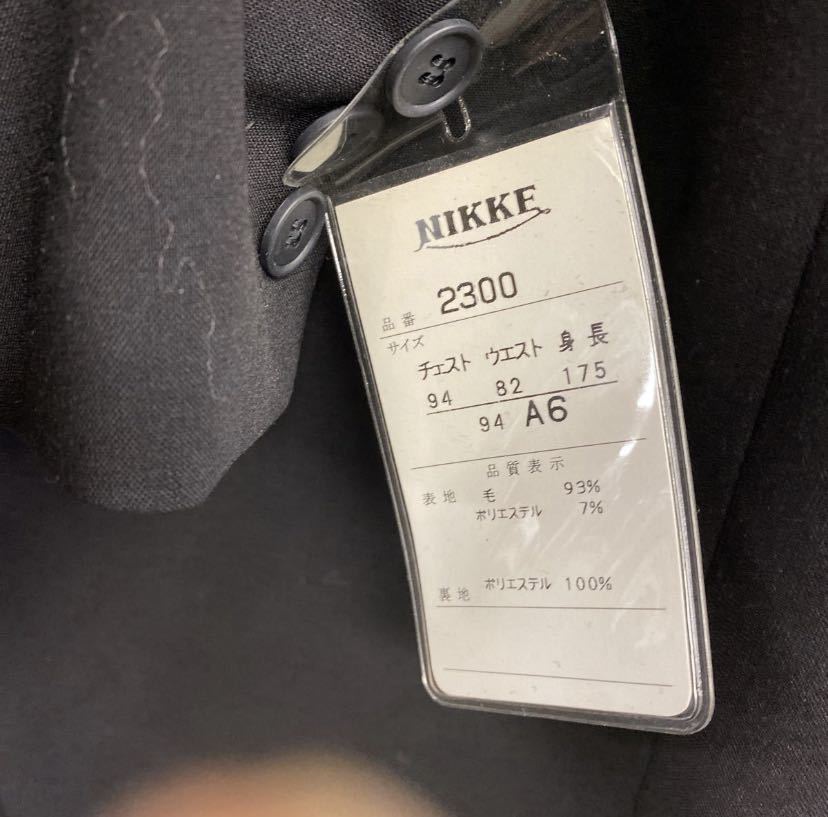 NIKKE
品番 2300
サイズ
チェスト ウエスト 身長
94 82 175
94 A6
品質表示
表地 毛 93%
ポリエステル 7%
裏地 ポリエステル 100%